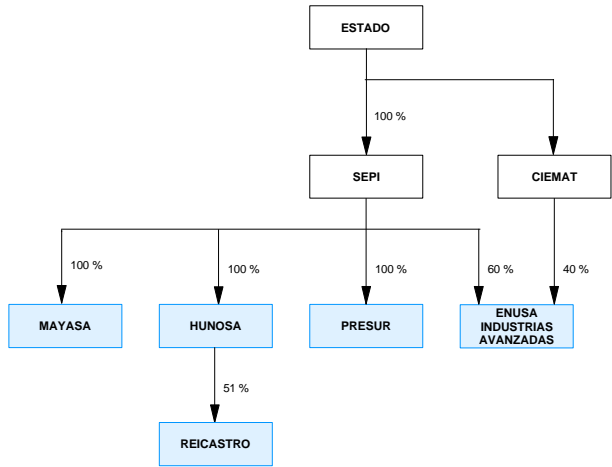 ESTADO
100 %
SEPI
CIEMAT
100 %
100 %
100 %
60 %
40 %
MAYASA
HUNOSA
PRESUR
ENUSA
INDUSTRIAS
AVANZADAS
51 %
REICASTRO